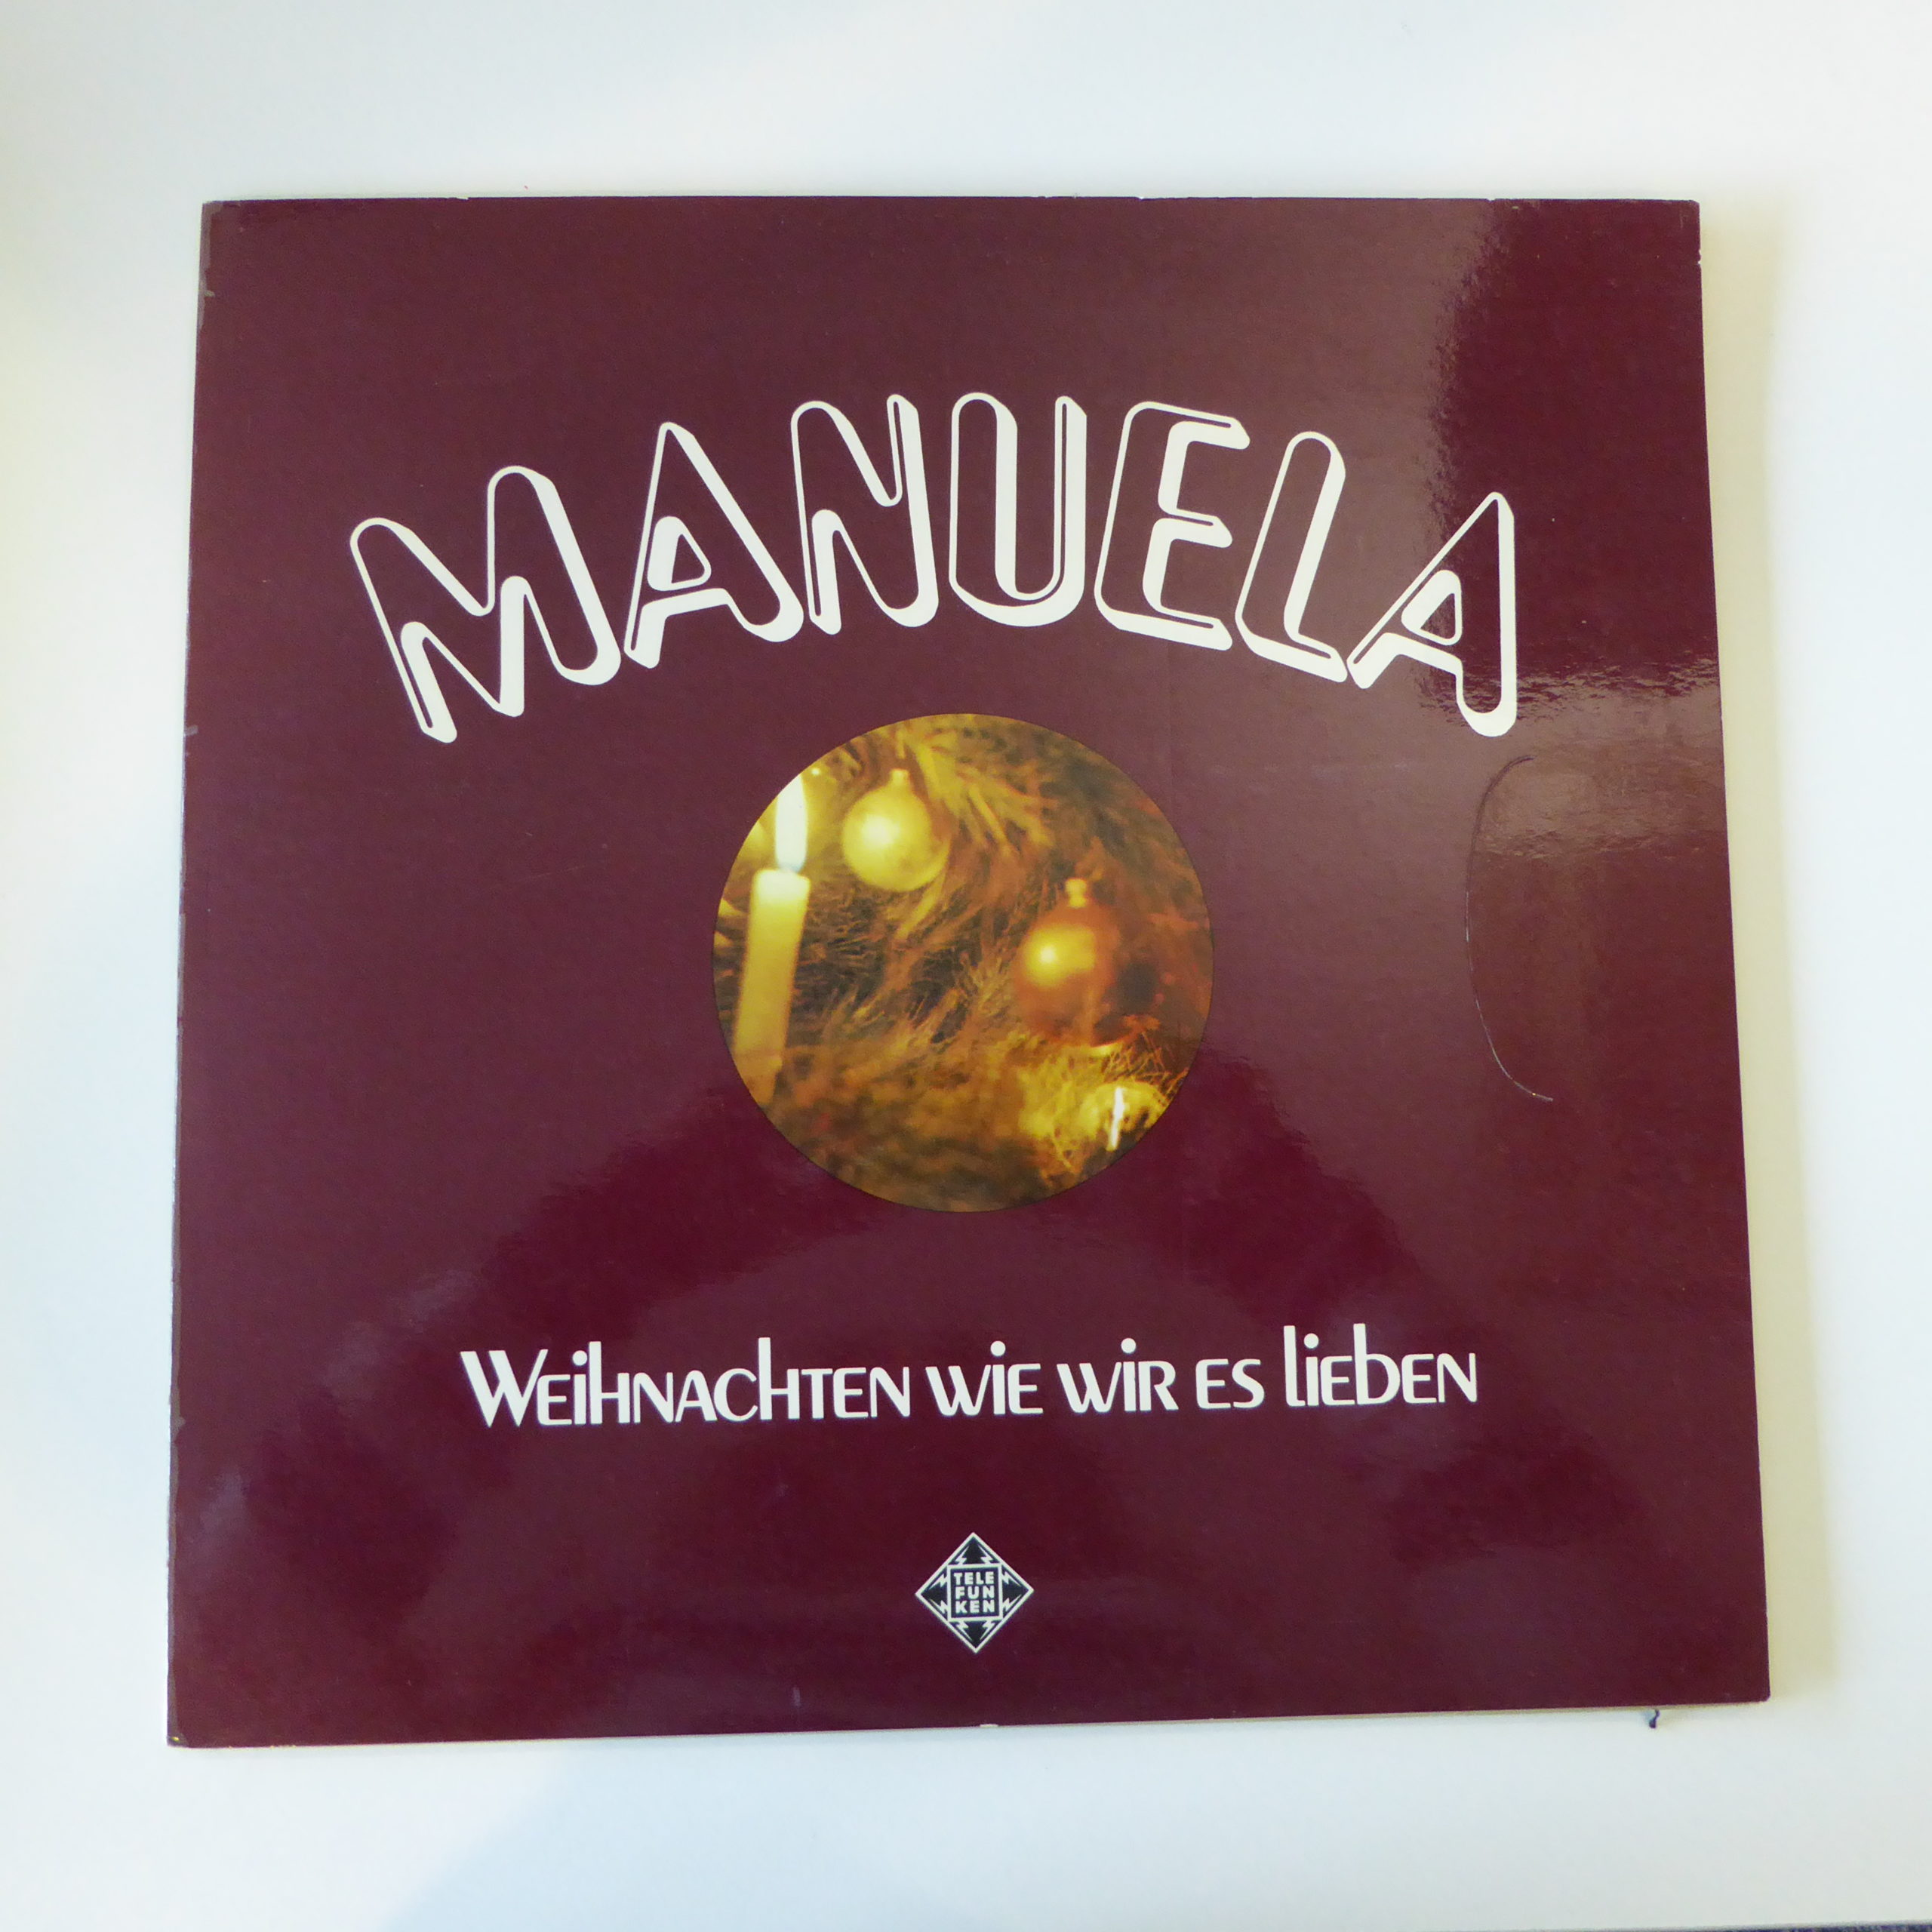 MANUELA
WEIHNACHTEN WIE WIR ES LIEBEN
TELE
FUN
KEN